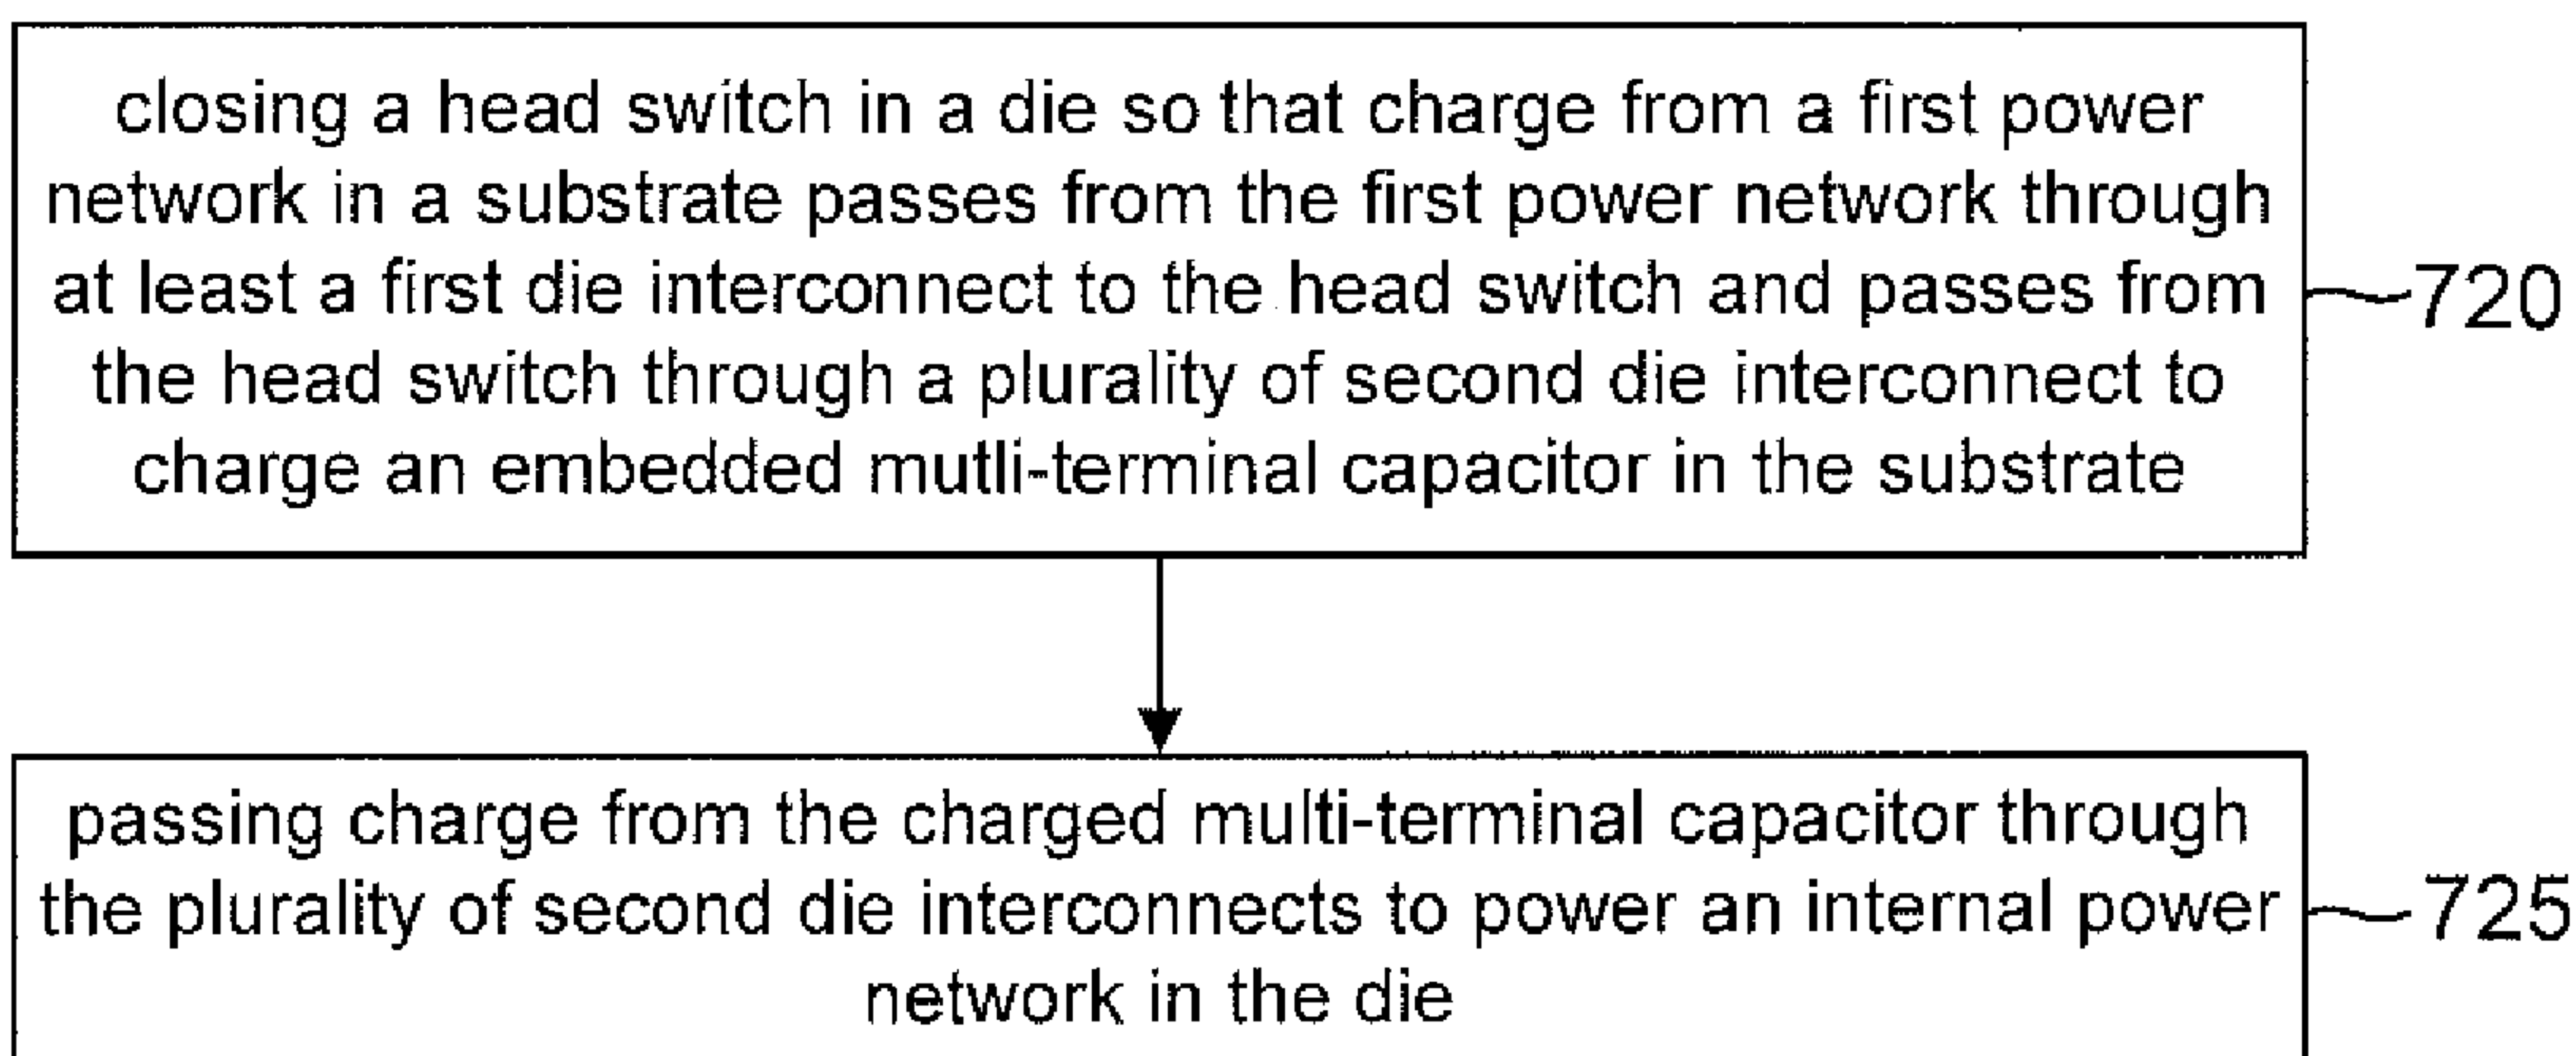 closing a head switch in a die so that charge from a first power
network in a substrate passes from the first power network through
at least a first die interconnect to the head switch and passes from
the head switch through a plurality of second die interconnect to
charge an embedded mutli-terminal capacitor in the substrate
720
passing charge from the charged multi-terminal capacitor through
the plurality of second die interconnects to power an internal power
network in the die
725